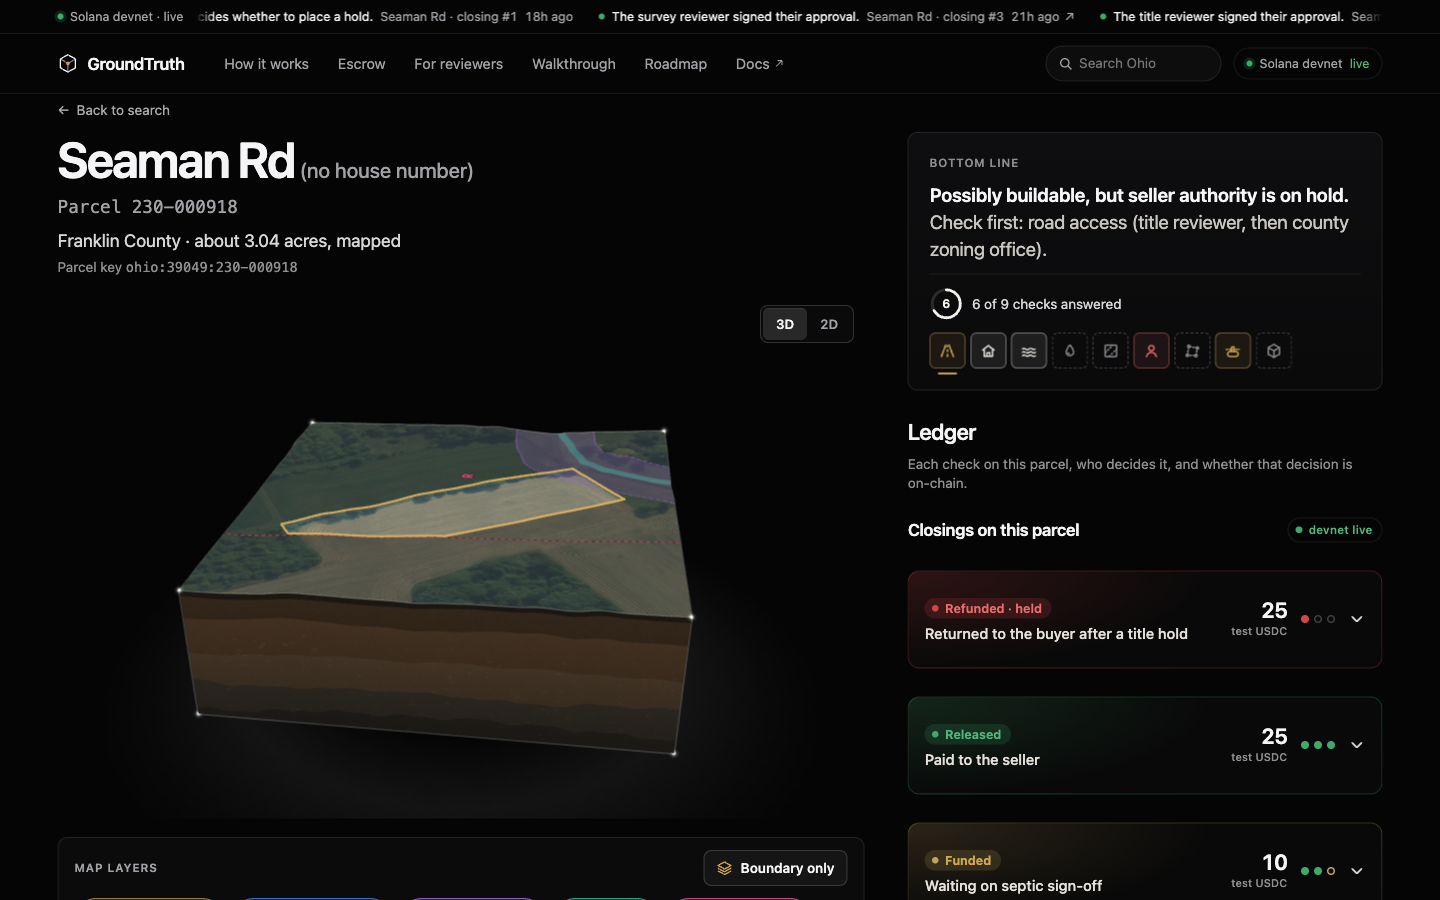 Solana devnet · live
cides whether to place a hold. Seaman Rd · closing #1 18h ago
The survey reviewer signed their approval. Seaman Rd · closing #3 21h ago ↗
The title reviewer signed their approval.
GroundTruth
How it works
Escrow
For reviewers
Walkthrough
Roadmap
Docs ↗
Search Ohio
Solana devnet live
← Back to search
Seaman Rd (no house number)
Parcel 230-000918
Franklin County · about 3.04 acres, mapped
Parcel key ohio:39049:230-000918
3D
2D
MAP LAYERS
Boundary only
BOTTOM LINE
Possibly buildable, but seller authority is on hold.
Check first: road access (title reviewer, then county
zoning office).
6
6 of 9 checks answered
Ledger
Each check on this parcel, who decides it, and whether that decision is
on-chain.
Closings on this parcel
devnet live
Refunded · held
Returned to the buyer after a title hold
25
test USDC
Released
Paid to the seller
25
test USDC
Funded
Waiting on septic sign-off
10
test USDC